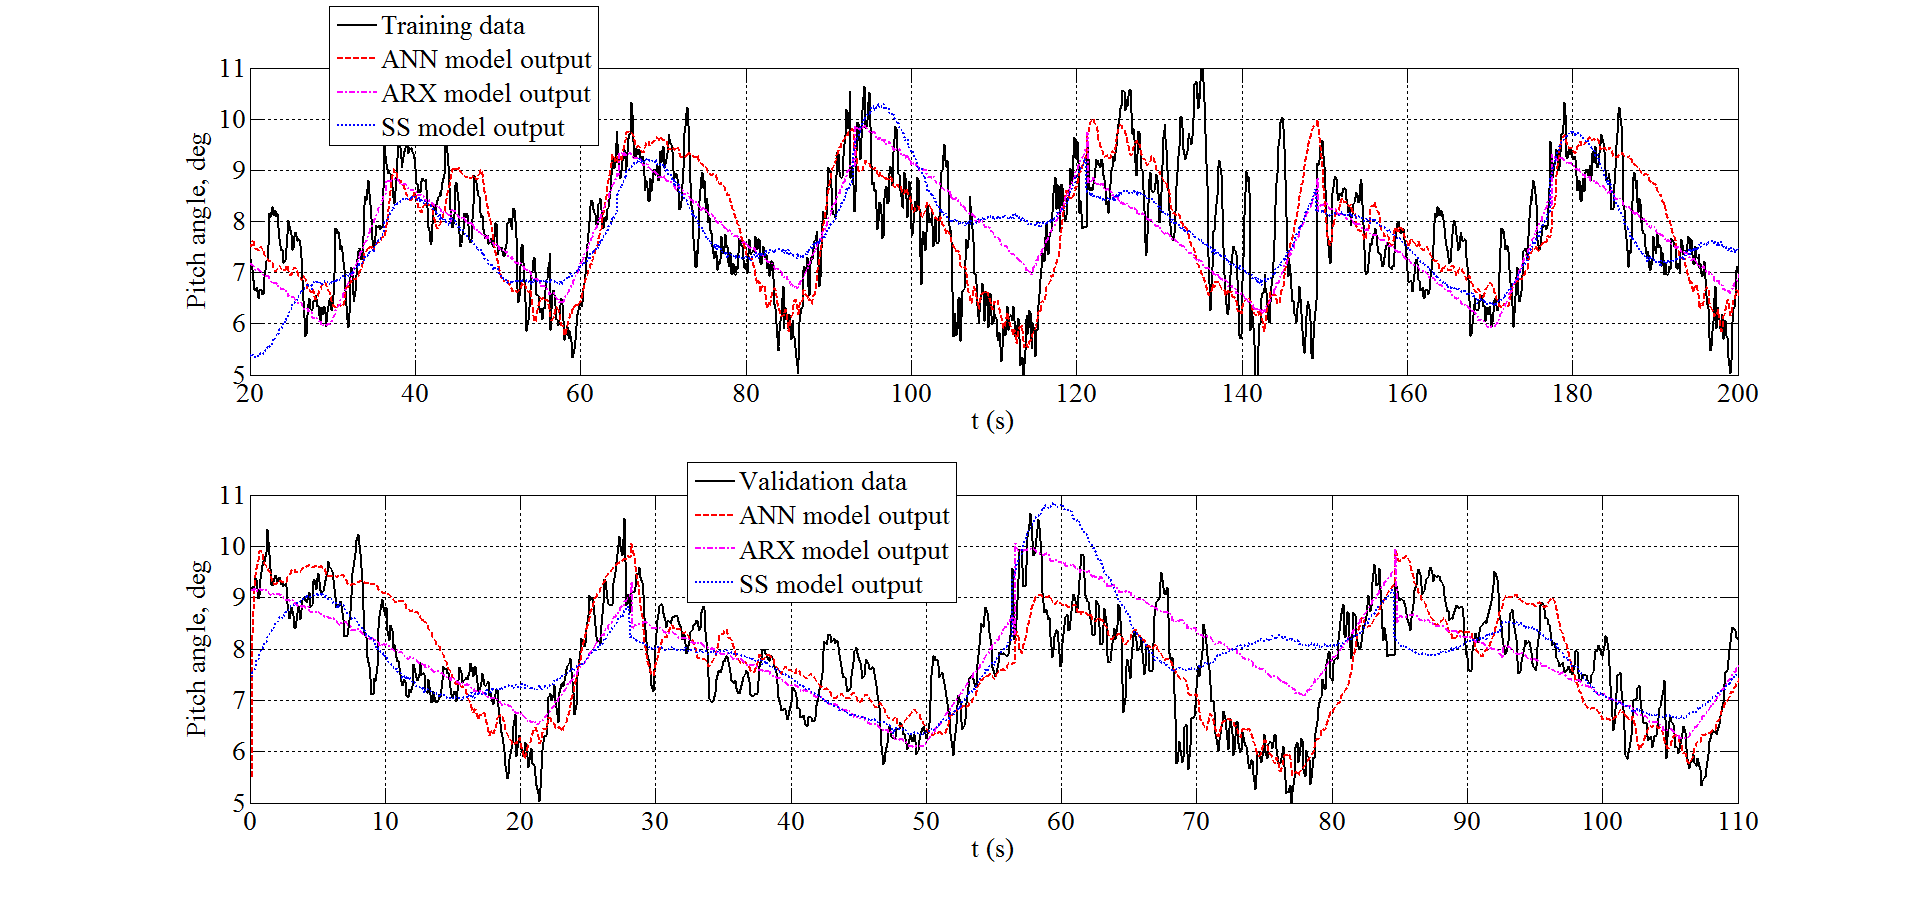 Training data
ANN model output
ARX model output
SS model output
11
10
9
8
7
6
5
Pitch angle, deg
20 40 60 80 100 120 140 160 180 200
t (s)
Validation data
ANN model output
ARX model output
SS model output
11
10
9
8
7
6
5
Pitch angle, deg
0 10 20 30 40 50 60 70 80 90 100 110
t (s)